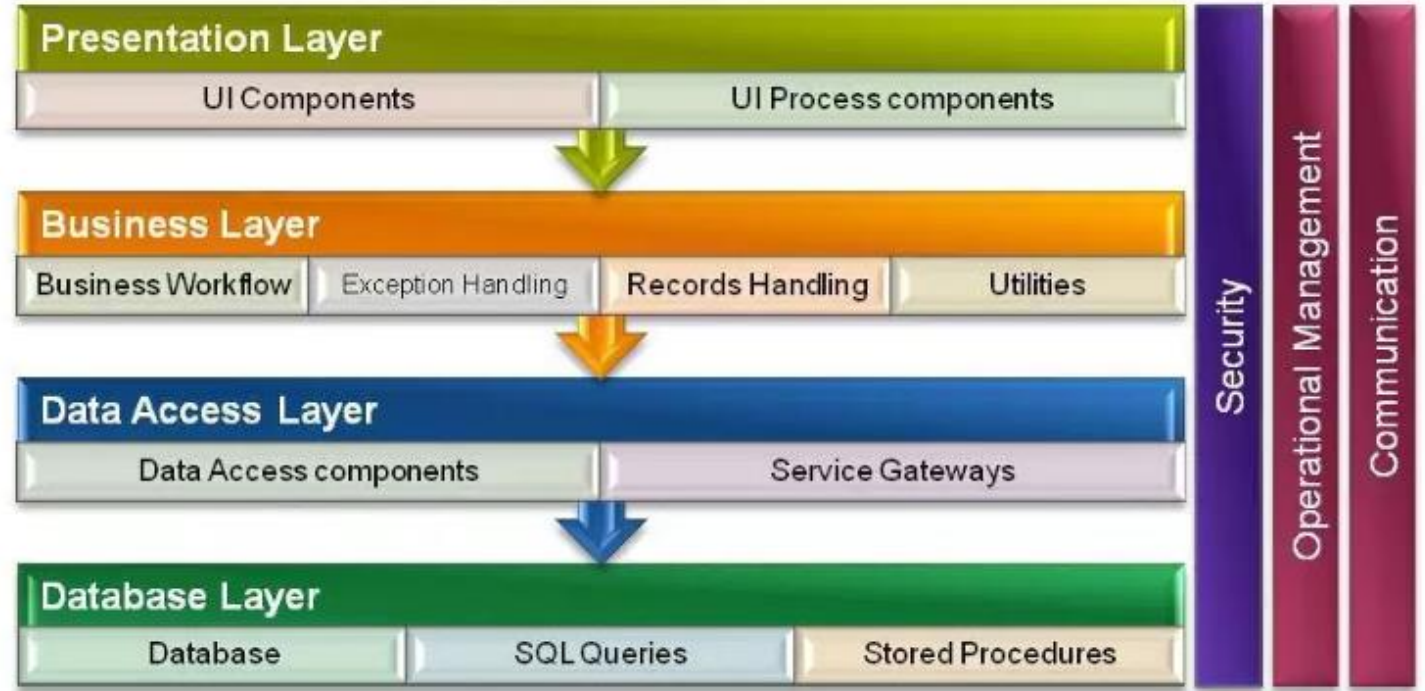 Presentation Layer
UI Components
UI Process components
Business Layer
Business Workflow
Exception Handling
Records Handling
Utilities
Data Access Layer
Data Access components
Service Gateways
Database Layer
Database
SQL Queries
Stored Procedures
Security
Operational Management
Communication